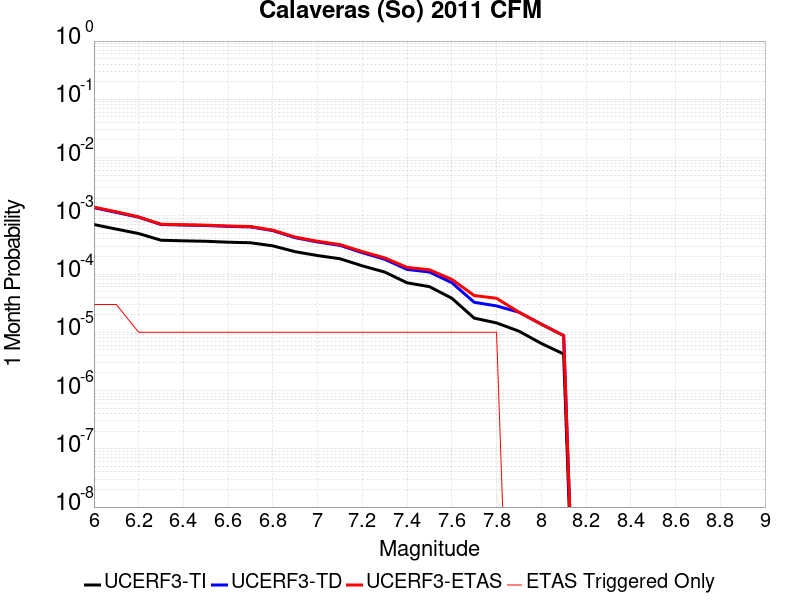 Calaveras (So) 2011 CFM
10 0
10 -1
10 -2
10 -3
10 -4
10 -5
10 -6
10 -7
10 -8
1 Month Probability
6 6.2 6.4 6.6 6.8 7 7.2 7.4 7.6 7.8 8 8.2 8.4 8.6 8.8 9
Magnitude
UCERF3-TI UCERF3-TD UCERF3-ETAS ETAS Triggered Only